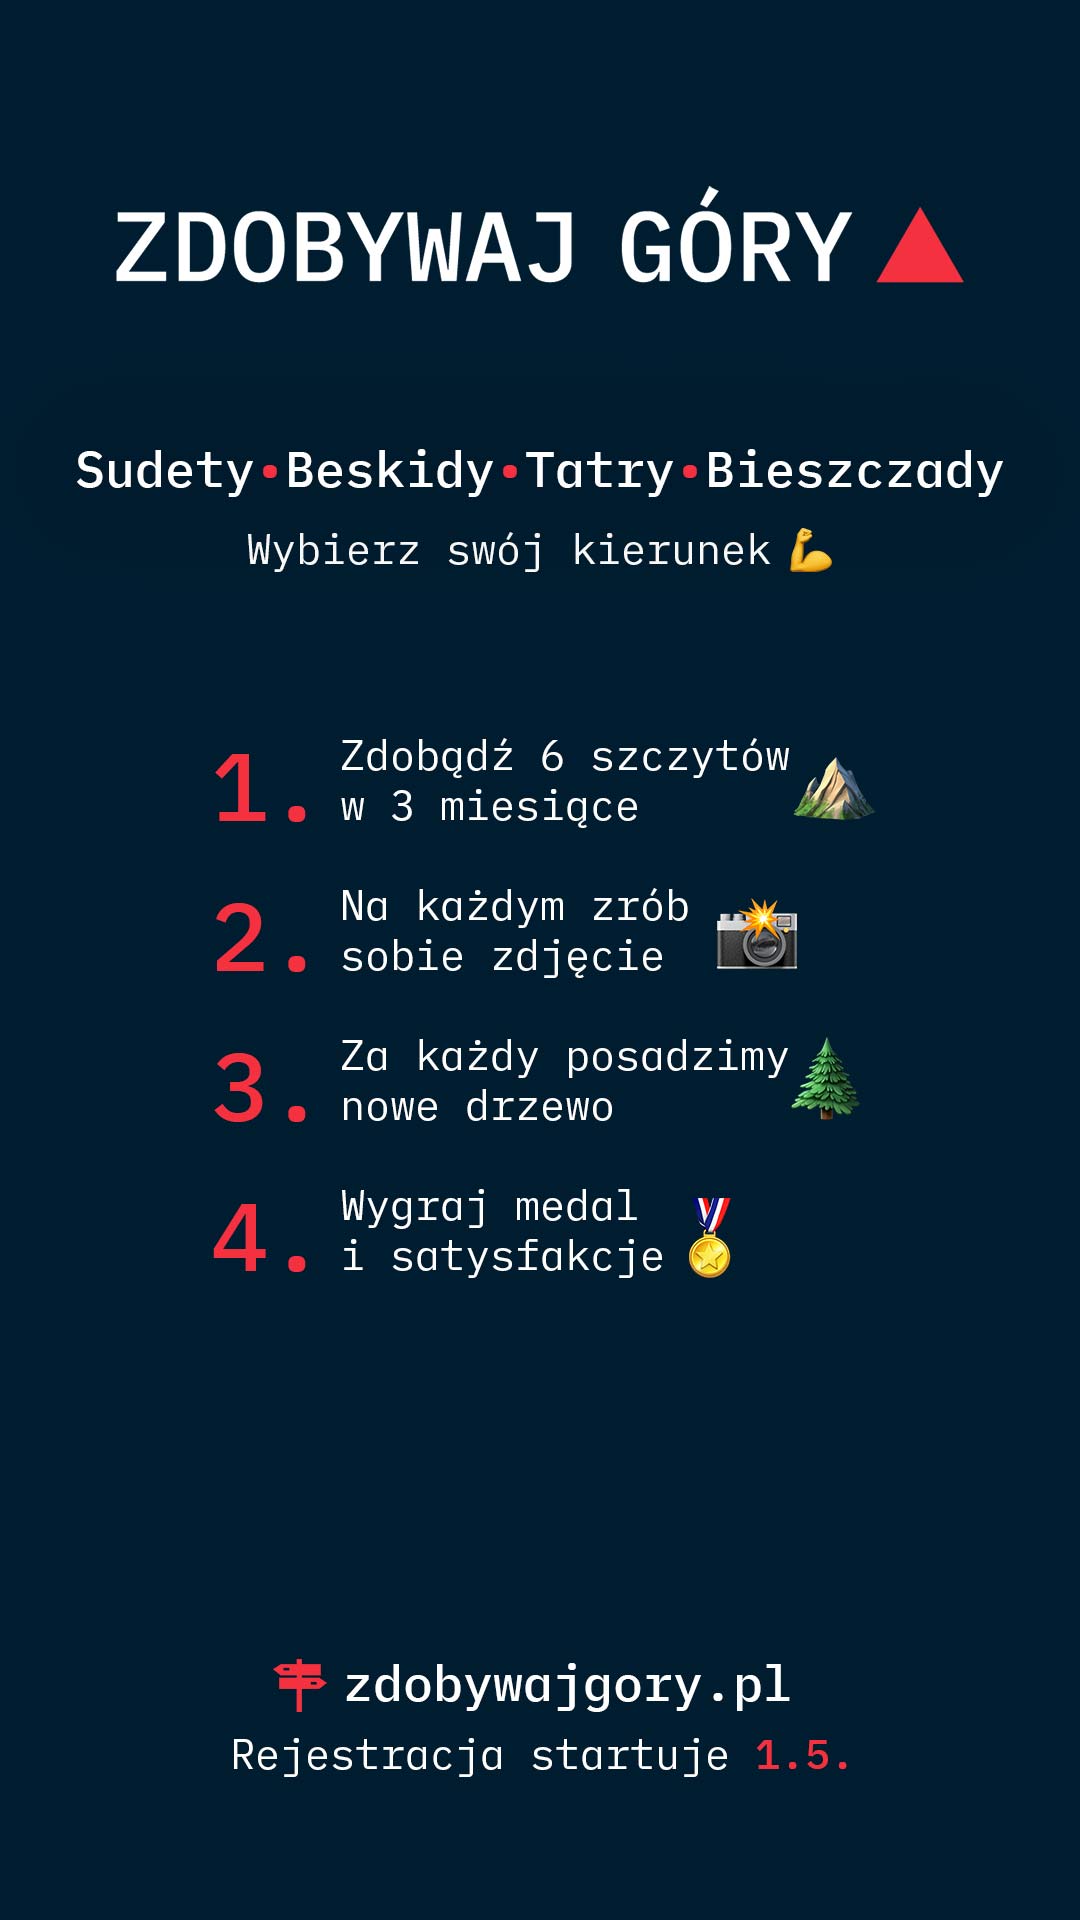 ZDOBYWAJ GÓRY
Sudety•Beskidy•Tatry•Bieszczady
Wybierz swój kierunek 💪
1. Zdobądź 6 szczytów
w 3 miesiące
2. Na każdym zrób
sobie zdjęcie
3. Za każdy posadzimy
nowe drzewo
4. Wygraj medal
i satysfakcje
zdobywajgory.pl
Rejestracja startuje 1.5.